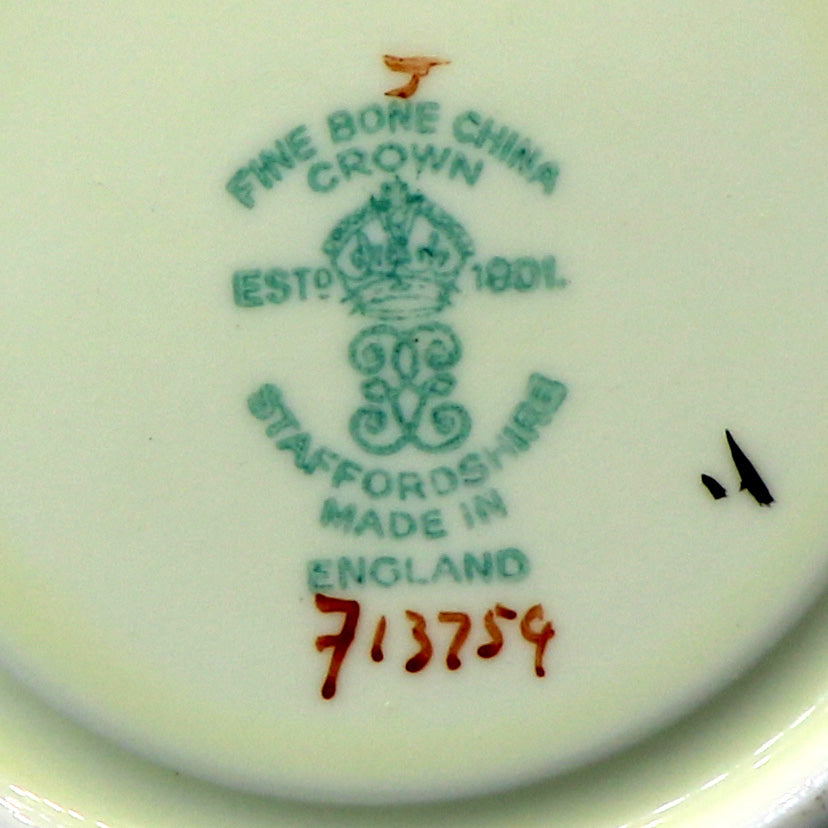 J
FINE BONE CHINA
CROWN
ESTD 1801.
STAFFORDSHIRE
MADE IN
ENGLAND
713759